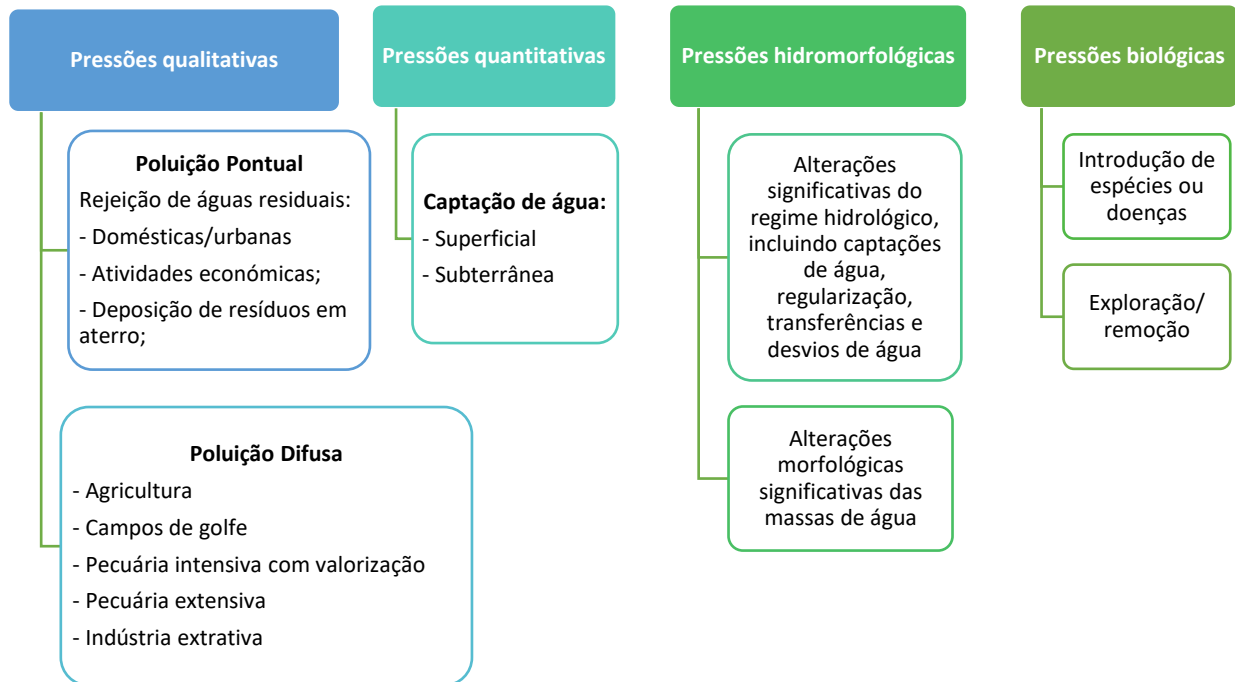 Pressões qualitativas
Poluição Pontual
Rejeição de águas residuais:
- Domésticas/urbanas
- Atividades económicas;
- Deposição de resíduos em
aterro;
Poluição Difusa
- Agricultura
- Campos de golfe
- Pecuária intensiva com valorização
- Pecuária extensiva
- Indústria extrativa
Pressões quantitativas
Captação de água:
- Superficial
- Subterrânea
Pressões hidromorfológicas
Alterações
significativas do
regime hidrológico,
incluindo captações
de água,
regularização,
transferências e
desvios de água
Alterações
morfológicas
significativas das
massas de água
Pressões biológicas
Introdução de
espécies ou
doenças
Exploração/
remoção